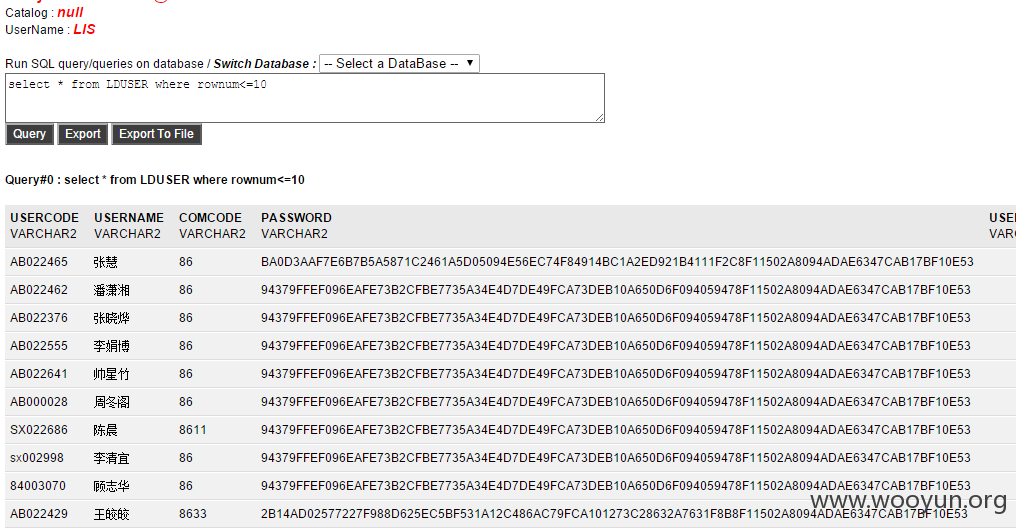 Catalog : null
UserName : LIS
Run SQL query/queries on database / Switch Database : -- Select a DataBase -- ▼
select * from LDUSER where rownum<=10
Query Export Export To File
Query#0 : select * from LDUSER where rownum<=10
USERCODE USERNAME COMCODE PASSWORD USE
VARCHAR2 VARCHAR2 VARCHAR2 VARCHAR2 VAR
AB022465 张慧 86 BA0D3AAF7E6B7B5A5871C2461A5D05094E56EC74F84914BC1A2ED921B4111F2C8F11502A8094ADAE6347CAB17BF10E53
AB022462 潘潇湘 86 94379FFEF096EAFE73B2CFBE7735A34E4D7DE49FCA73DEB10A650D6F094059478F11502A8094ADAE6347CAB17BF10E53
AB022376 张晓烨 86 94379FFEF096EAFE73B2CFBE7735A34E4D7DE49FCA73DEB10A650D6F094059478F11502A8094ADAE6347CAB17BF10E53
AB022555 李娟博 86 94379FFEF096EAFE73B2CFBE7735A34E4D7DE49FCA73DEB10A650D6F094059478F11502A8094ADAE6347CAB17BF10E53
AB022641 帅星竹 86 94379FFEF096EAFE73B2CFBE7735A34E4D7DE49FCA73DEB10A650D6F094059478F11502A8094ADAE6347CAB17BF10E53
AB000028 周冬阁 86 94379FFEF096EAFE73B2CFBE7735A34E4D7DE49FCA73DEB10A650D6F094059478F11502A8094ADAE6347CAB17BF10E53
SX022686 陈晨 8611 94379FFEF096EAFE73B2CFBE7735A34E4D7DE49FCA73DEB10A650D6F094059478F11502A8094ADAE6347CAB17BF10E53
sx002998 李清宜 86 94379FFEF096EAFE73B2CFBE7735A34E4D7DE49FCA73DEB10A650D6F094059478F11502A8094ADAE6347CAB17BF10E53
84003070 顾志华 86 94379FFEF096EAFE73B2CFBE7735A34E4D7DE49FCA73DEB10A650D6F094059478F11502A8094ADAE6347CAB17BF10E53
AB022429 王皎皎 8633 2B14AD02577227F988D625EC5BF531A12C486AC79FCA101273C28632A7631F8B8F11502A8094ADAE6347CAB17BF10E53
www.wooyun.org